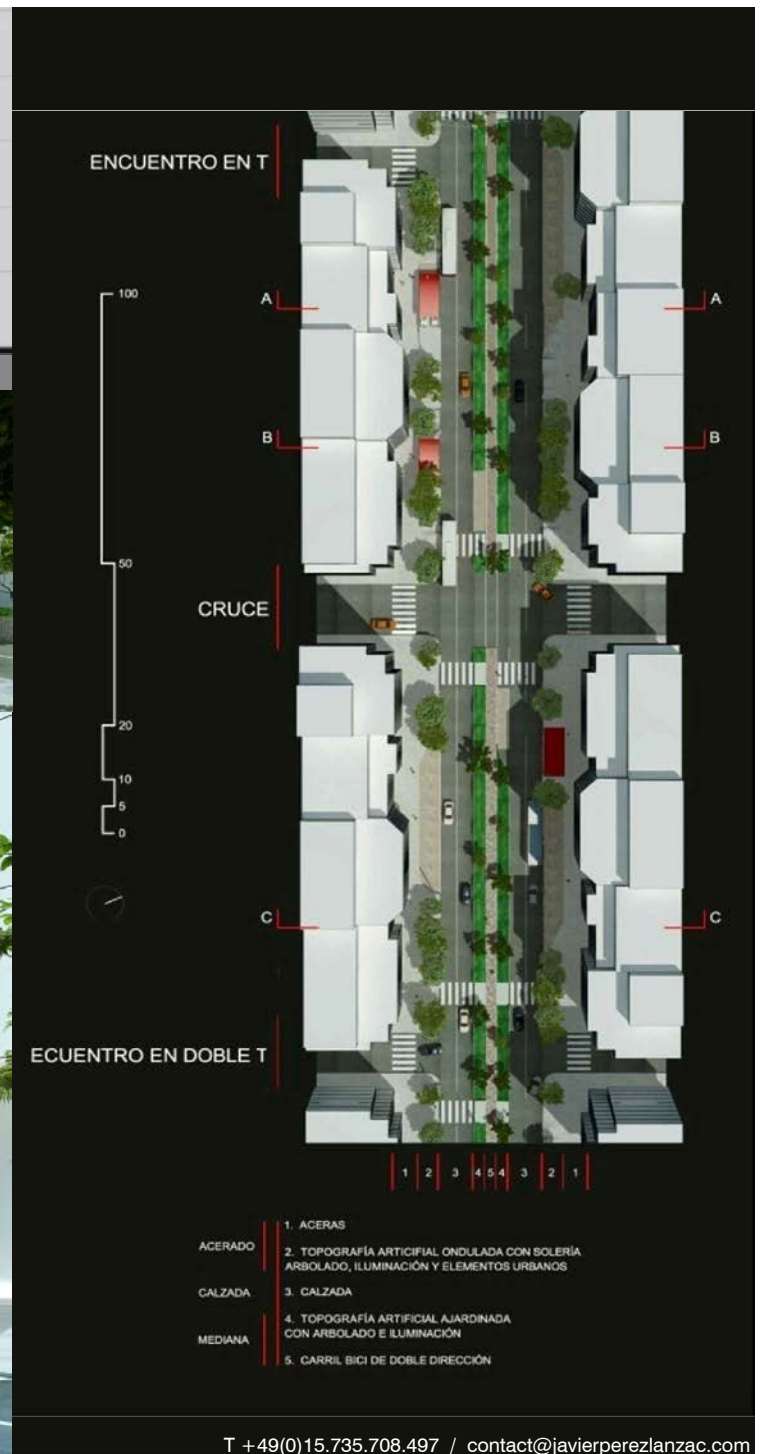 ENCUENTRO EN T
100
A
A
B
B
50
CRUCE
20
10
5
0
C
C
ECUENTRO EN DOBLE T
1 2 3 4 5 4 3 2 1
ACERADO
1. ACERAS
2. TOPOGRAFÍA ARTICIFIAL ONDULADA CON SOLERÍA
ARBOLADO, ILUMINACIÓN Y ELEMENTOS URBANOS
CALZADA
3. CALZADA
MEDIANA
4. TOPOGRAFÍA ARTIFICIAL AJARDINADA
CON ARBOLADO E ILUMINACIÓN
5. CARRIL BICI DE DOBLE DIRECCIÓN
T +49(0)15.735.708.497 / contact@javierperezlanzac.com